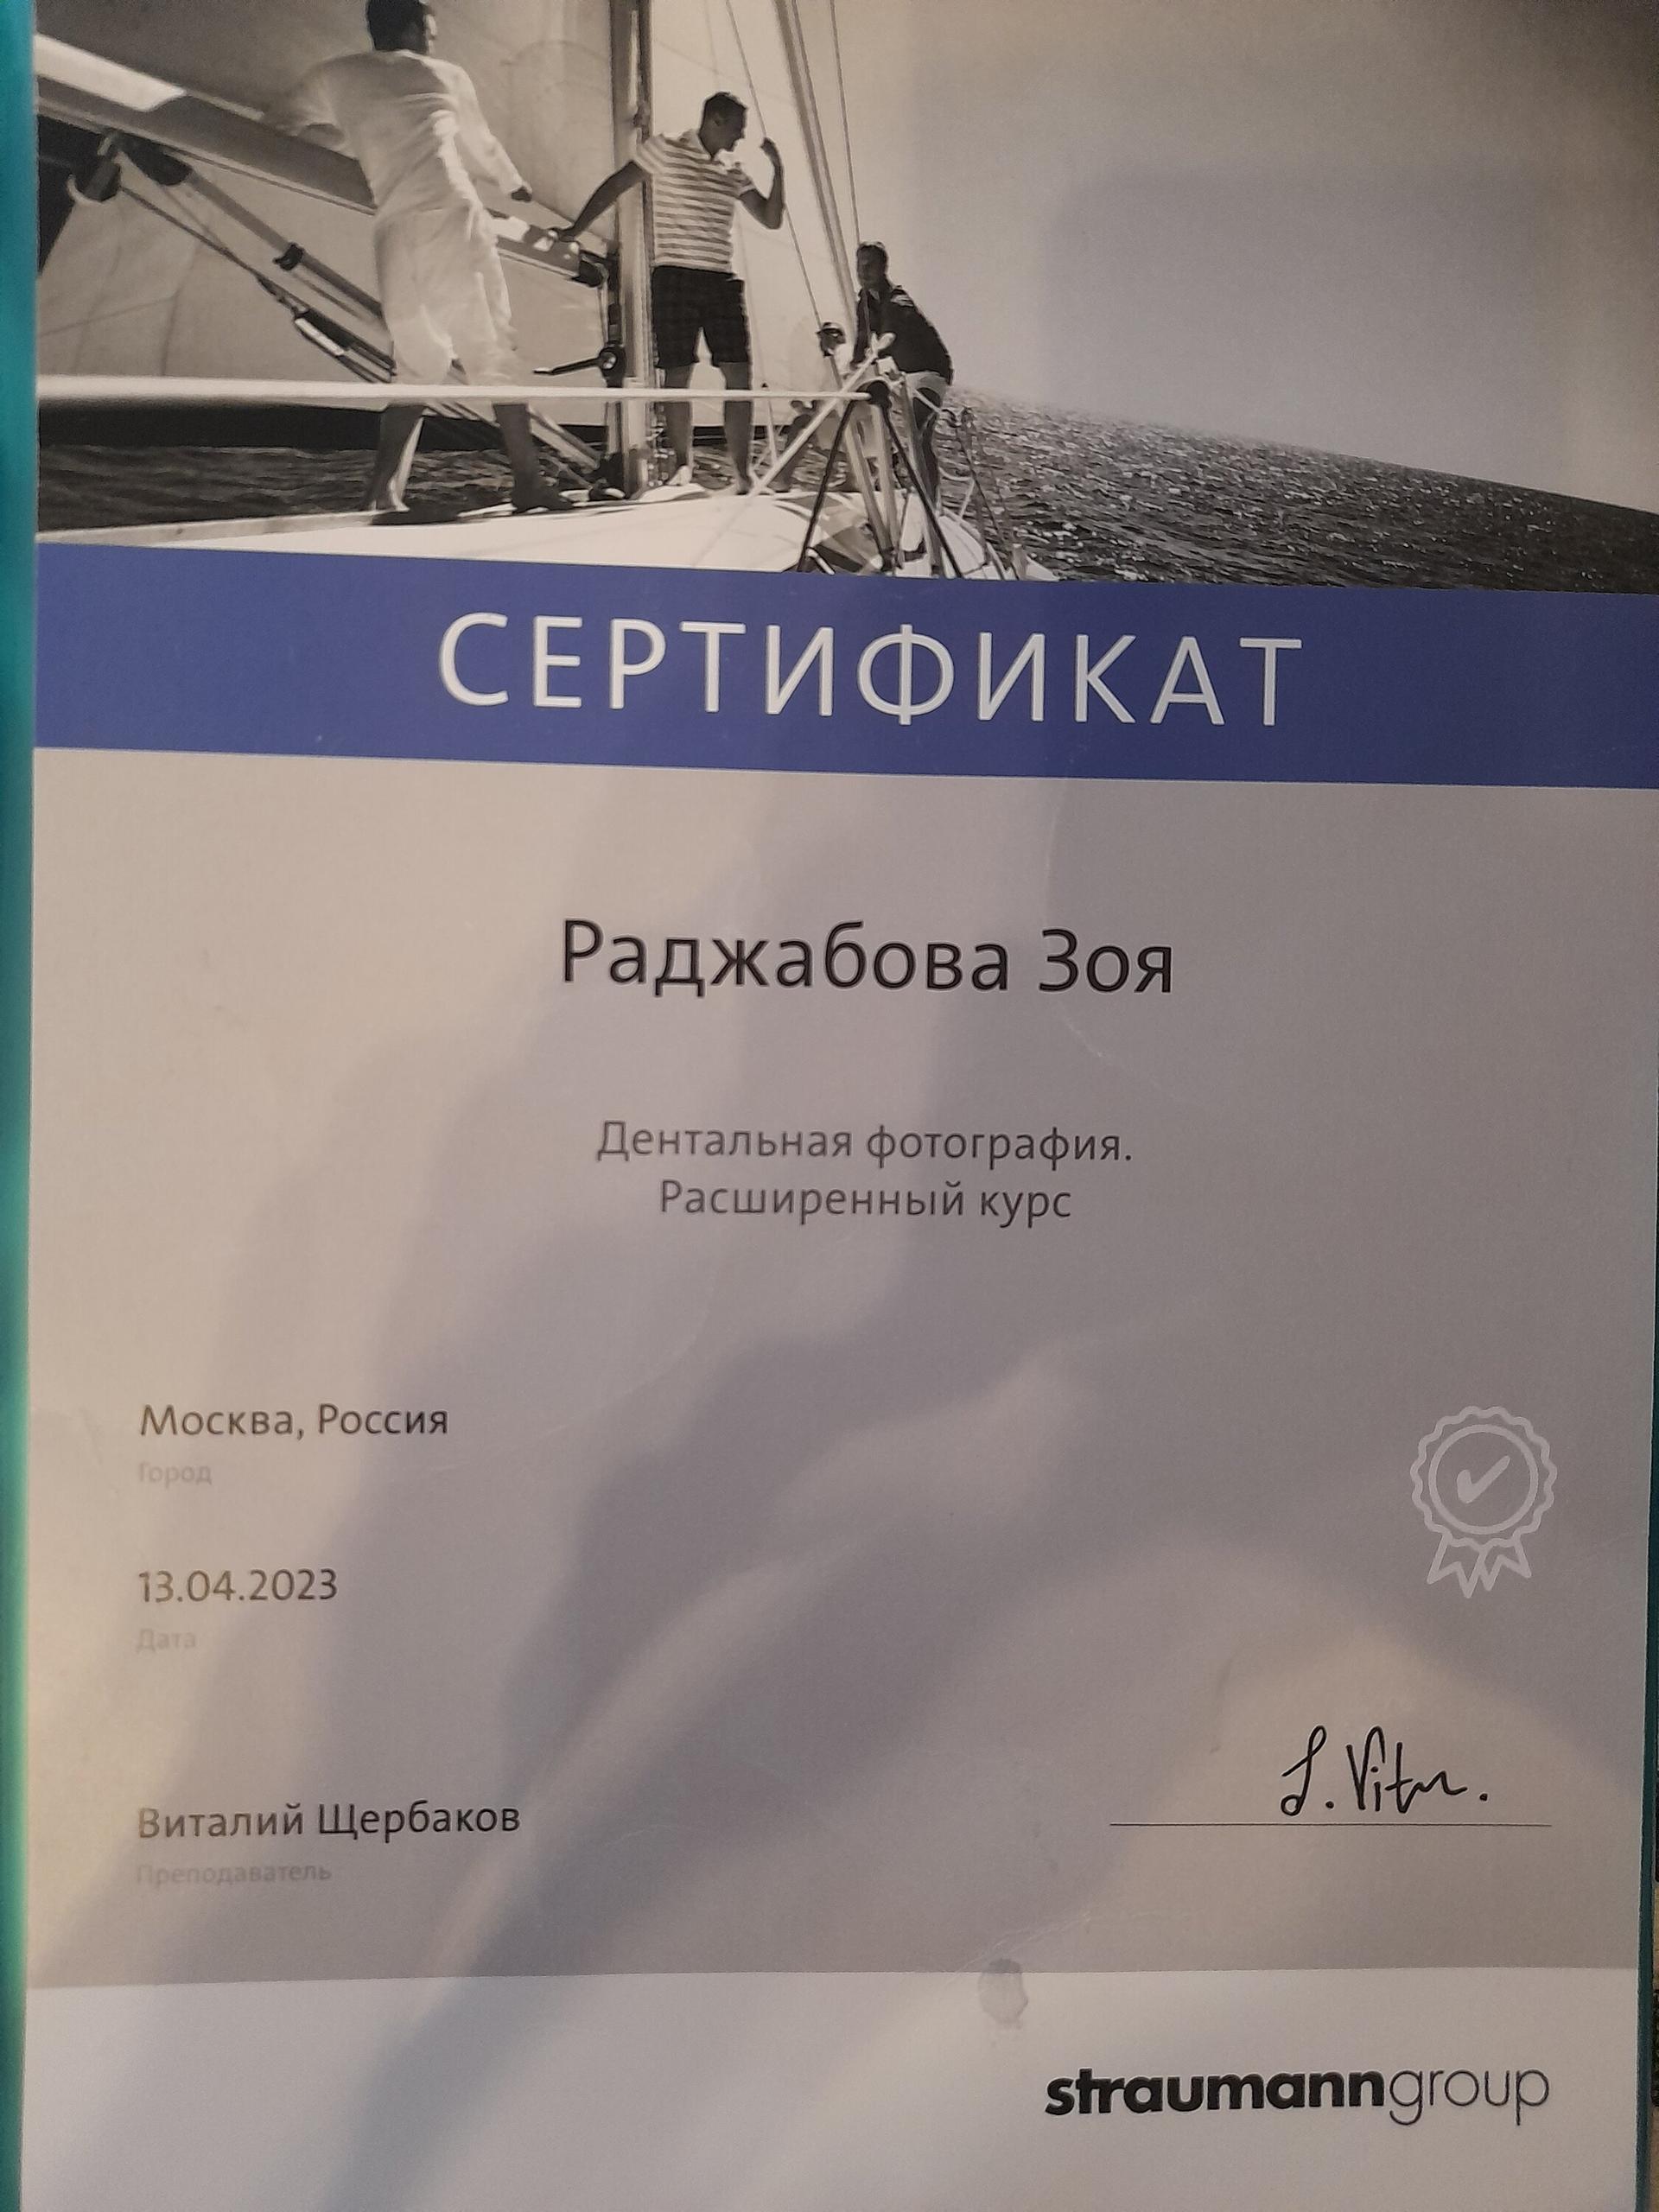 СЕРТИФИКАТ
Раджабова Зоя
Дентальная фотография.
Расширенный курс
Москва, Россия
Город
13.04.2023
Дата
Виталий Щербаков
Преподаватель
straumanngroup